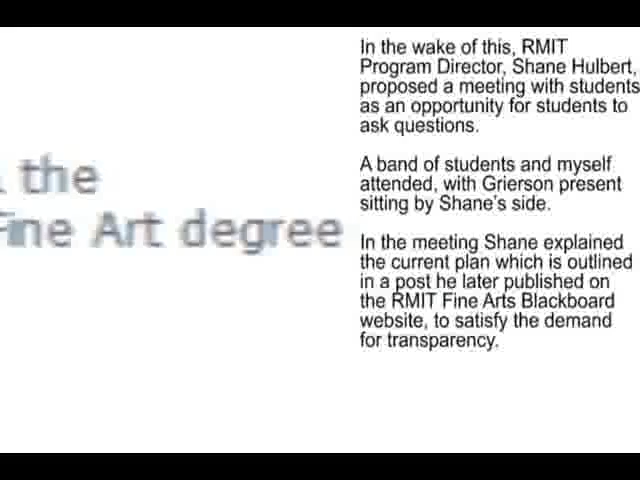 the
Fine Art degree
In the wake of this, RMIT
Program Director, Shane Hulbert,
proposed a meeting with students
as an opportunity for students to
ask questions.
A band of students and myself
attended, with Grierson present
sitting by Shane's side.
In the meeting Shane explained
the current plan which is outlined
in a post he later published on
the RMIT Fine Arts Blackboard
website, to satisfy the demand
for transparency.